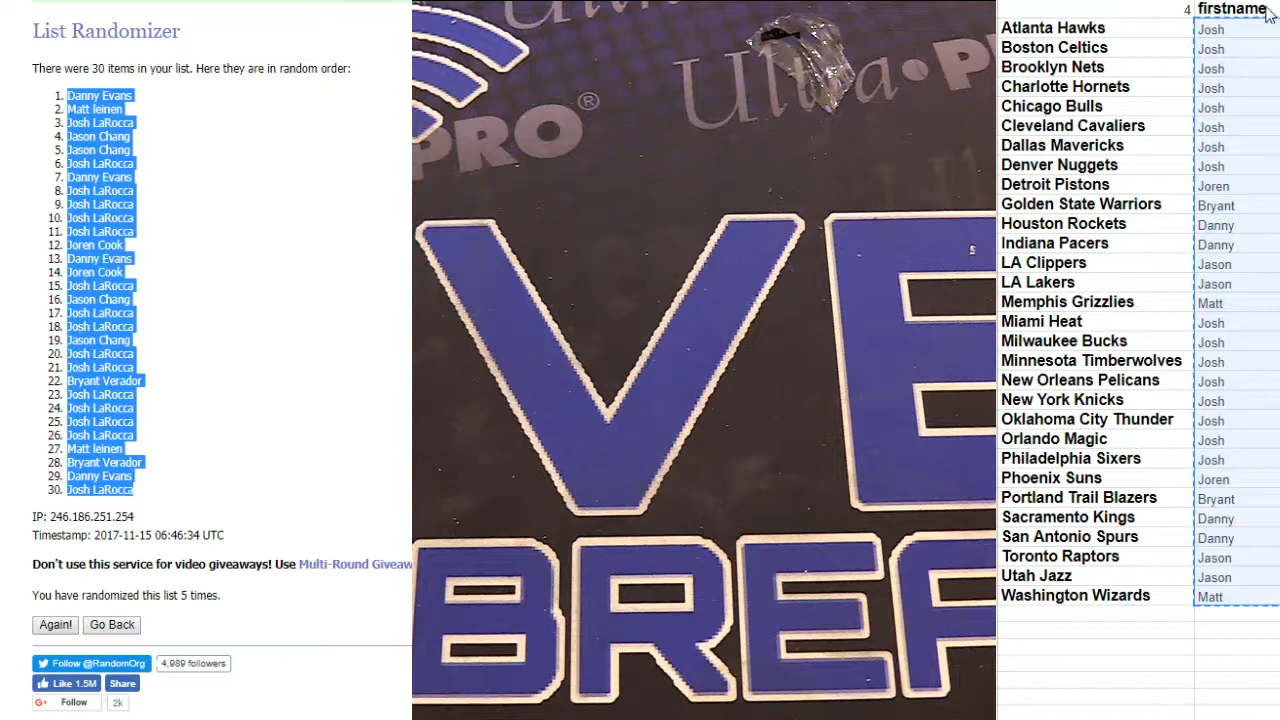 List Randomizer
There were 30 items in your list. Here they are in random order:
1. Danny Evans
2. Matt leinen
3. Josh LaRocca
4. Jason Chang
5. Jason Chang
6. Josh LaRocca
7. Danny Evans
8. Josh LaRocca
9. Josh LaRocca
10. Josh LaRocca
11. Josh LaRocca
12. Joren Cook
13. Danny Evans
14. Joren Cook
15. Josh LaRocca
16. Jason Chang
17. Josh LaRocca
18. Josh LaRocca
19. Jason Chang
20. Josh LaRocca
21. Josh LaRocca
22. Bryant Verador
23. Josh LaRocca
24. Josh LaRocca
25. Josh LaRocca
26. Josh LaRocca
27. Matt leinen
28. Bryant Verador
29. Danny Evans
30. Josh LaRocca
IP: 246.186.251.254
Timestamp: 2017-11-15 06:46:34 UTC
Don't use this service for video giveaways! Use Multi-Round Giveaw
You have randomized this list 5 times.
Again! Go Back
Follow @RandomOrg 4,989 followers
Like 1.5M Share
G+ Follow 2k
Ultra•P
PRO®
VE
BREA
4 firstname
Atlanta Hawks Josh
Boston Celtics Josh
Brooklyn Nets Josh
Charlotte Hornets Josh
Chicago Bulls Josh
Cleveland Cavaliers Josh
Dallas Mavericks Josh
Denver Nuggets Josh
Detroit Pistons Joren
Golden State Warriors Bryant
Houston Rockets Danny
Indiana Pacers Danny
LA Clippers Jason
LA Lakers Jason
Memphis Grizzlies Matt
Miami Heat Josh
Milwaukee Bucks Josh
Minnesota Timberwolves Josh
New Orleans Pelicans Josh
New York Knicks Josh
Oklahoma City Thunder Josh
Orlando Magic Josh
Philadelphia Sixers Josh
Phoenix Suns Joren
Portland Trail Blazers Bryant
Sacramento Kings Danny
San Antonio Spurs Danny
Toronto Raptors Jason
Utah Jazz Jason
Washington Wizards Matt